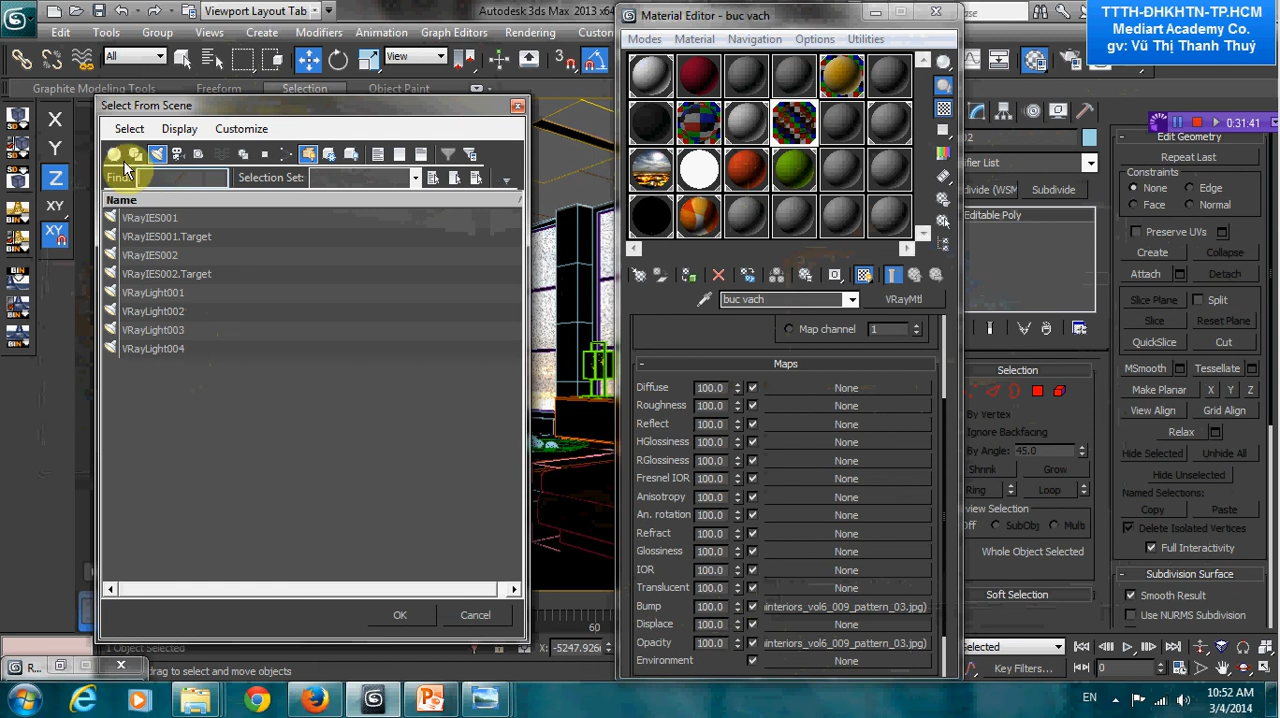 Viewport Layout Tab
Autodesk 3ds Max 2013 x64
Edit
Tools
Group
Views
Create
Modifiers
Animation
Graph Editors
Rendering
All
View
3
Graphite Modeling Tools
Selection
Object Paint
X
Y
Z
XY
XY
Select From Scene
Select
Display
Customize
Selection Set:
Name
VRayIES001
VRayIES001.Target
VRayIES002
VRayIES002.Target
VRayLight001
VRayLight002
VRayLight003
VRayLight004
OK
Cancel
60
1 Object Selected
X: -5247.926
drag to select and move objects
R...
Material Editor - buc vach
Modes
Material
Navigation
Options
Utilities
buc vach
VRayMtl
Map channel
1
Maps
Diffuse 100.0 None
Roughness 100.0 None
Reflect 100.0 None
HGlossiness 100.0 None
RGlossiness 100.0 None
Fresnel IOR 100.0 None
Anisotropy 100.0 None
An. rotation 100.0 None
Refract 100.0 None
Glossiness 100.0 None
IOR 100.0 None
Translucent 100.0 None
Bump 100.0 interiors_vol6_009_pattern_03.jpg)
Displace 100.0 None
Opacity 100.0 interiors_vol6_009_pattern_03.jpg)
Environment None
TTTH-DHKHTN-TP.HCM
Mediart Academy Co.
gv: Vũ Thị Thanh Thuý
0:31:41
02
Subdivide
Editable Poly
Selection
By Vertex
Ignore Backfacing
By Angle: 45.0
Shrink
Grow
Ring
Loop
SubObj
Multi
Whole Object Selected
Soft Selection
Edit Geometry
Repeat Last
Constraints
None
Edge
Face
Normal
Preserve UVs
Create
Collapse
Attach
Detach
Slice Plane
Split
Slice
Reset Plane
QuickSlice
Cut
MSmooth
Tessellate
Make Planar
X
Y
Z
View Align
Grid Align
Relax
Hide Selected
Unhide All
Hide Unselected
Named Selections:
Copy
Paste
Delete Isolated Vertices
Full Interactivity
Subdivision Surface
Smooth Result
Use NURMS Subdivision
Selected
Key Filters...
0
EN
10:52 AM
3/4/2014